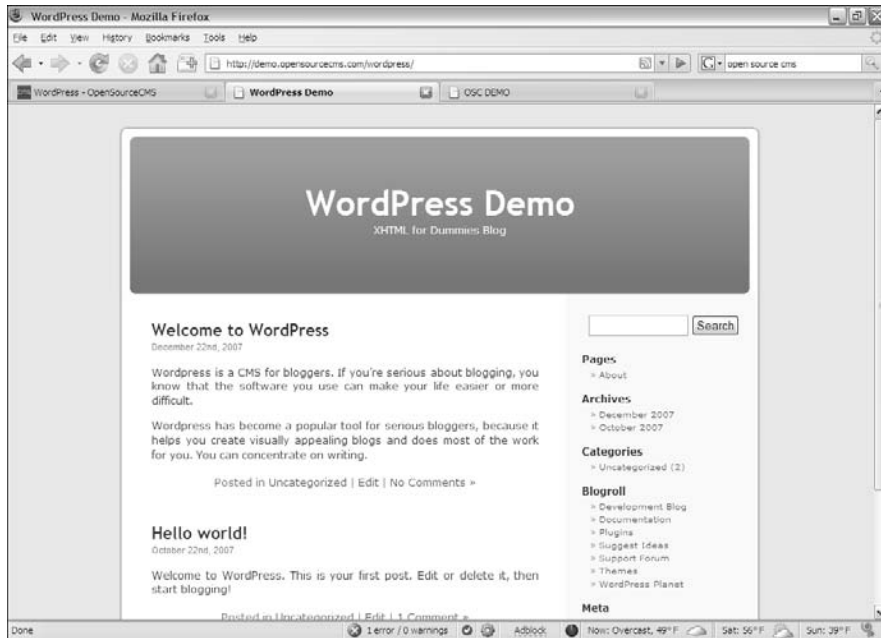 WordPress Demo - Mozilla Firefox
File Edit View History Bookmarks Tools Help
http://demo.opensourcecms.com/wordpress/
open source cms
WordPress - OpenSourceCMS
WordPress Demo
OSC DEMO
WordPress Demo
XHTML for Dummies Blog
Welcome to WordPress
December 22nd, 2007
Wordpress is a CMS for bloggers. If you're serious about blogging, you
know that the software you use can make your life easier or more
difficult.
Wordpress has become a popular tool for serious bloggers, because it
helps you create visually appealing blogs and does most of the work
for you. You can concentrate on writing.
Posted in Uncategorized | Edit | No Comments »
Hello world!
October 22nd, 2007
Welcome to WordPress. This is your first post. Edit or delete it, then
start blogging!
Posted in Uncategorized | Edit | 1 Comment »
Search
Pages
» About
Archives
» December 2007
» October 2007
Categories
» Uncategorized (2)
Blogroll
» Development Blog
» Documentation
» Plugins
» Suggest Ideas
» Support Forum
» Themes
» WordPress Planet
Meta
Done
1 error / 0 warnings
Adblock
Now: Overcast, 49°F
Sat: 56°F
Sun: 39°F